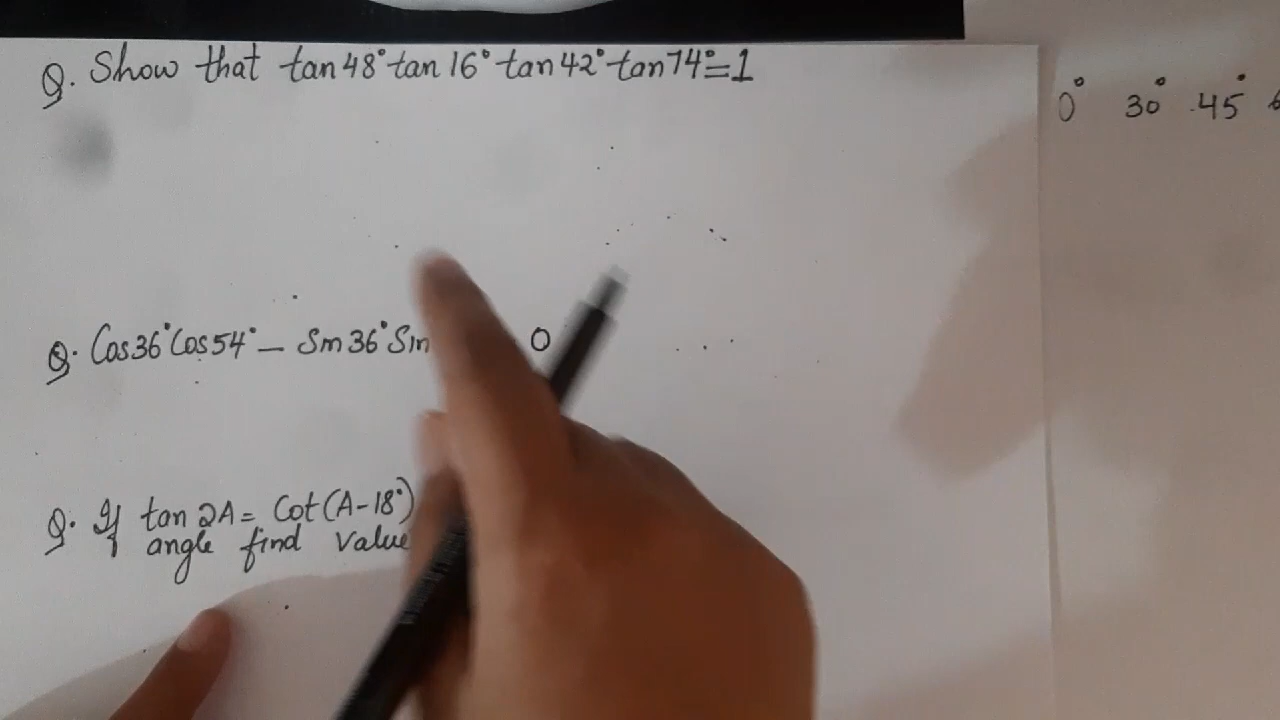 Q. Show that tan 48° tan 16° tan 42° tan 74° = 1
0° 30° 45°
Q. Cos 36° Cos 54° - Sin 36° Sin 0
Q. If tan 2A = Cot (A - 18°)
angle find value